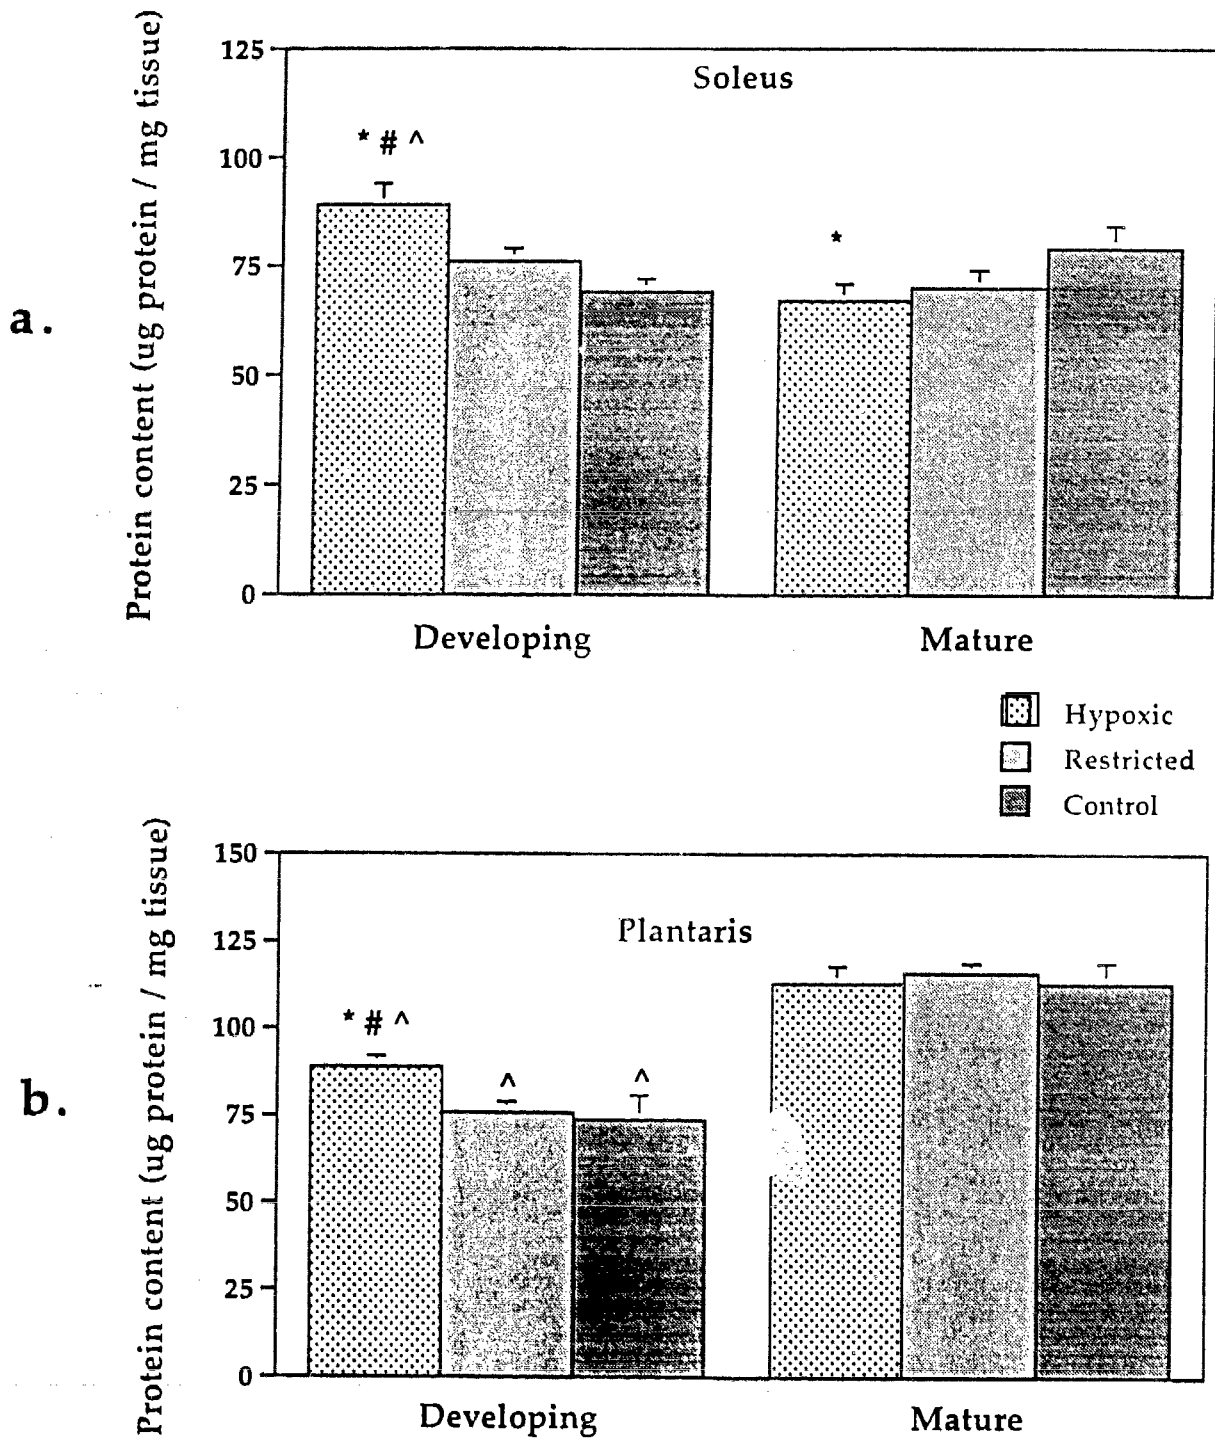 a.
Protein content (ug protein / mg tissue)
125
100
75
50
25
0
Soleus
* # ^
*
Developing
Mature
Hypoxic
Restricted
Control
b.
Protein content (ug protein / mg tissue)
150
125
100
75
50
25
0
Plantaris
* # ^
^
^
Developing
Mature